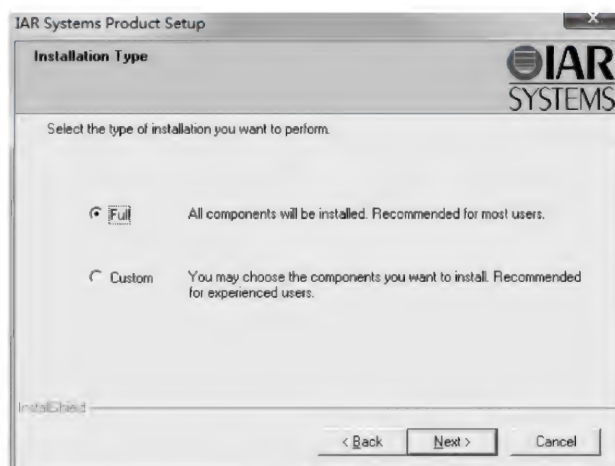 IAR Systems Product Setup
Installation Type
IAR
SYSTEMS
Select the type of installation you want to perform.
Full All components will be installed. Recommended for most users.
Custom You may choose the components you want to install. Recommended
for experienced users.
InstallShield
< Back Next > Cancel